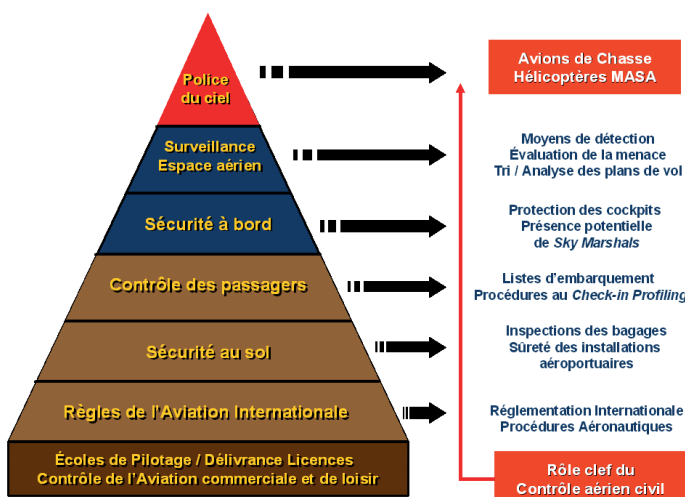 Police
du ciel
Avions de Chasse
Hélicoptères MASA
Surveillance
Espace aérien
Moyens de détection
Évaluation de la menace
Tri / Analyse des plans de vol
Sécurité à bord
Protection des cockpits
Présence potentielle
de Sky Marshals
Contrôle des passagers
Listes d'embarquement
Procédures au Check-in Profiling
Sécurité au sol
Inspections des bagages
Sûreté des installations
aéroportuaires
Règles de l'Aviation Internationale
Réglementation Internationale
Procédures Aéronautiques
Écoles de Pilotage / Délivrance Licences
Contrôle de l'Aviation commerciale et de loisir
Rôle clef du
Contrôle aérien civil